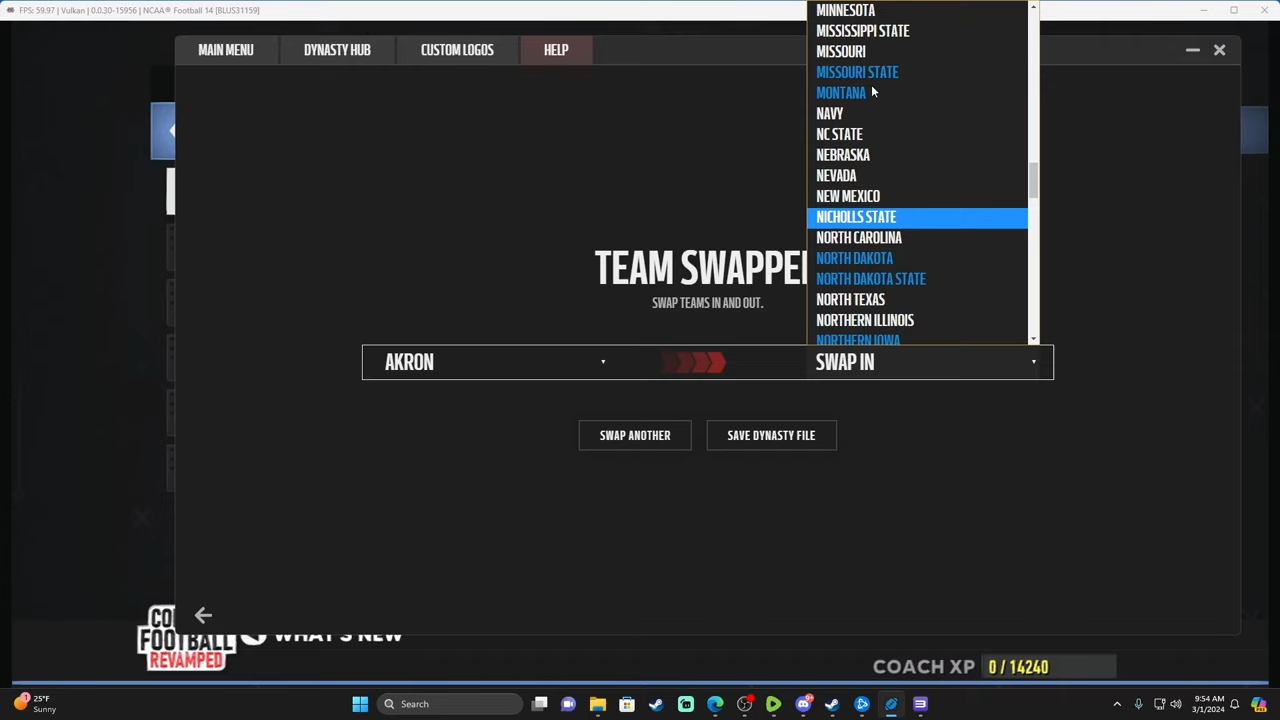 FPS: 59.97 | Vulkan | 0.0.30-15956 | NCAA® Football 14 [BLUS31159]
MAIN MENU
DYNASTY HUB
CUSTOM LOGOS
HELP
MINNESOTA
MISSISSIPPI STATE
MISSOURI
MISSOURI STATE
MONTANA
NAVY
NC STATE
NEBRASKA
NEVADA
NEW MEXICO
NICHOLLS STATE
NORTH CAROLINA
NORTH DAKOTA
NORTH DAKOTA STATE
NORTH TEXAS
NORTHERN ILLINOIS
NORTHERN IOWA
TEAM SWAPPE
SWAP TEAMS IN AND OUT.
AKRON
SWAP IN
SWAP ANOTHER
SAVE DYNASTY FILE
FOOTBALL
REVAMPED
WHAT'S NEW
COACH XP 0 / 14240
25°F
Sunny
Search
9:54 AM
3/1/2024